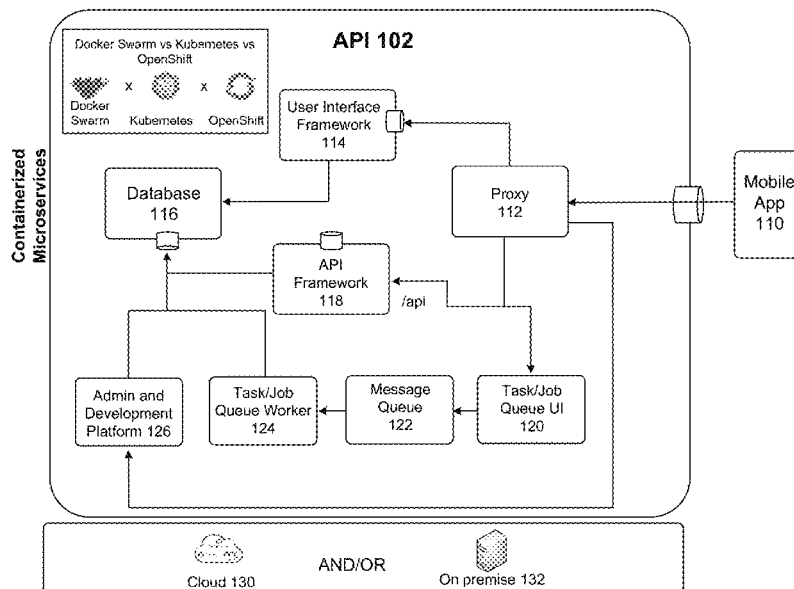 API 102
Docker Swarm vs Kubernetes vs
OpenShift
x
x
Docker
Swarm
Kubernetes
OpenShift
User Interface
Framework
114
Containerized
Microservices
Database
116
Proxy
112
Mobile
App
110
API
Framework
118
/api
Admin and
Development
Platform 126
Task/Job
Queue Worker
124
Message
Queue
122
Task/Job
Queue UI
120
Cloud 130
AND/OR
On premise 132